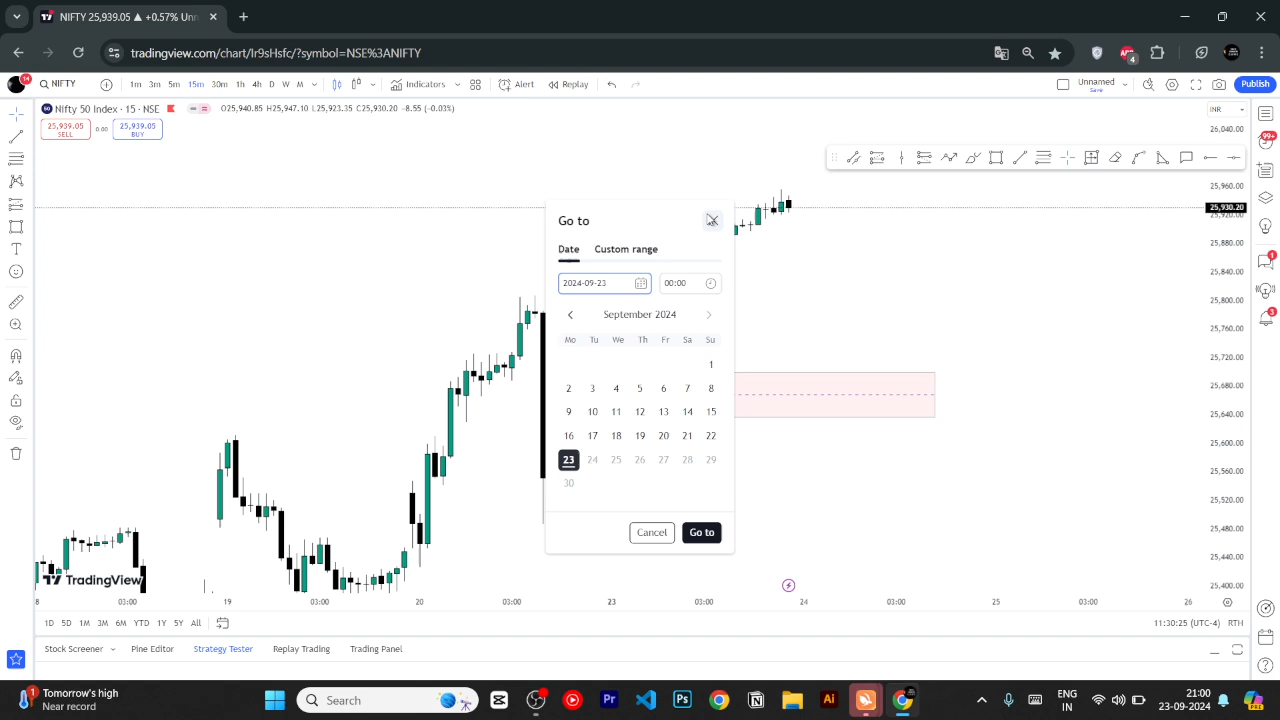 NIFTY 25,939.05 ▲ +0.57% Unn
tradingview.com/chart/lr9sHsfc/?symbol=NSE%3ANIFTY
4
14
NIFTY
1m 3m 5m 15m 30m 1h 4h D W M
Indicators
Alert
Replay
Unnamed
Save
Publish
Nifty 50 Index · 15 · NSE
O25,940.85 H25,947.10 L25,923.35 C25,930.20 -8.55 (-0.03%)
INR
25,939.05
SELL
0.00
25,939.05
BUY
26,040.00
25,960.00
25,930.20
25,920.00
25,880.00
25,840.00
25,800.00
25,760.00
25,720.00
25,680.00
25,640.00
25,600.00
25,560.00
25,520.00
25,480.00
25,440.00
25,400.00
99+
1
3
Go to
Date Custom range
2024-09-23 00:00
September 2024
Mo Tu We Th Fr Sa Su
1
2 3 4 5 6 7 8
9 10 11 12 13 14 15
16 17 18 19 20 21 22
23 24 25 26 27 28 29
30
Cancel Go to
TradingView
8 03:00 19 03:00 20 03:00 23 03:00 24 03:00 25 03:00 26
1D 5D 1M 3M 6M YTD 1Y 5Y All
11:30:25 (UTC-4) RTH
Stock Screener Pine Editor Strategy Tester Replay Trading Trading Panel
1
Tomorrow's high
Near record
Search
Pr
Ps
Ai
ENG
IN
21:00
23-09-2024